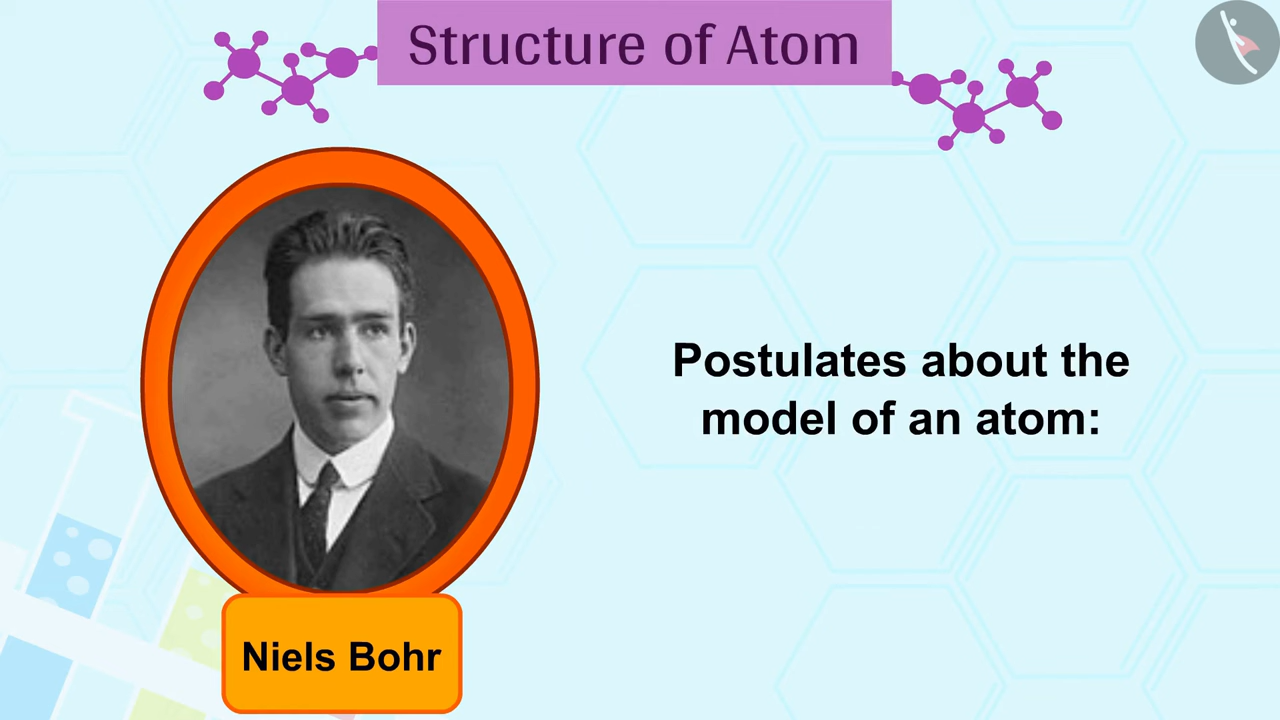 Structure of Atom
Postulates about the
model of an atom:
Niels Bohr